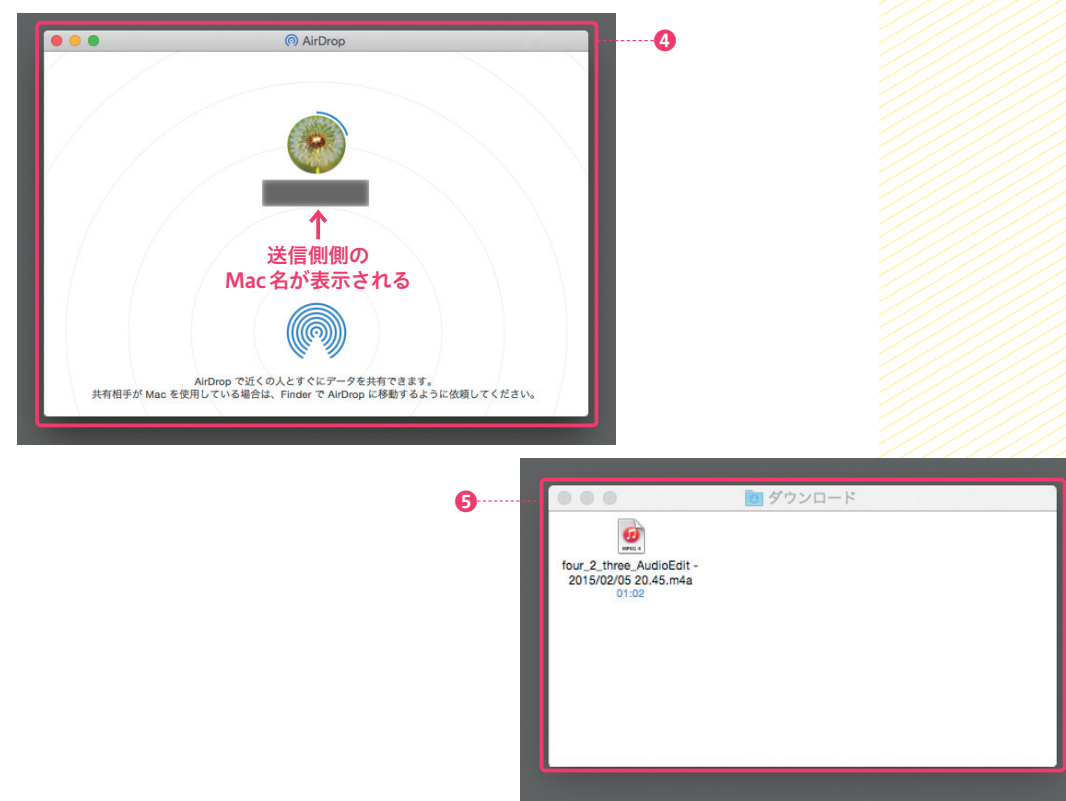 AirDrop
❹
送信側側の
Mac名が表示される
AirDrop で近くの人とすぐにデータを共有できます。
共有相手が Mac を使用している場合は、Finder で AirDrop に移動するように依頼してください。
❺
ダウンロード
MPEG 4
four_2_three_AudioEdit -
2015/02/05 20.45.m4a
01:02